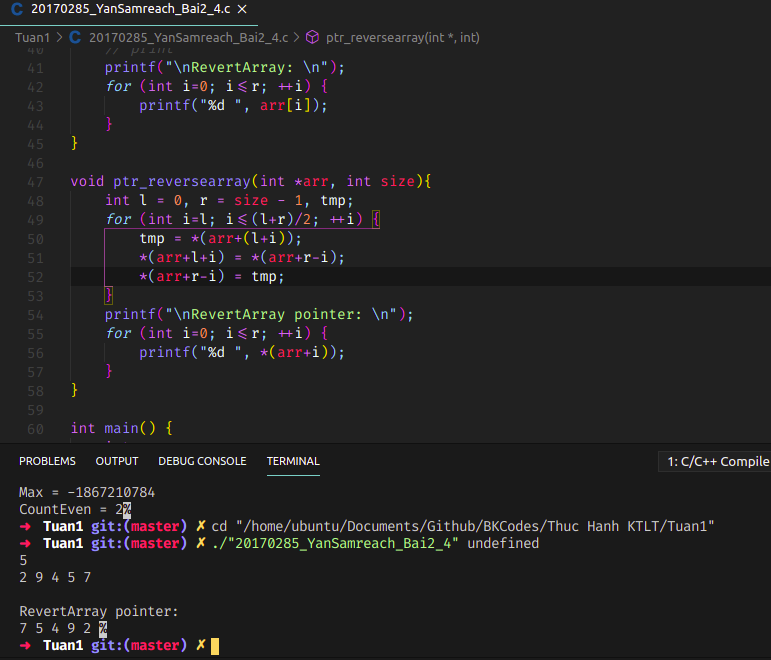 20170285_YanSamreach_Bai2_4.c ×
Tuan1 > C 20170285_YanSamreach_Bai2_4.c > ptr_reversearray(int *, int)
40 // print
41 printf("\nRevertArray: \n");
42 for (int i=0; i<=r; ++i) {
43 printf("%d ", arr[i]);
44 }
45 }
46
47 void ptr_reversearray(int *arr, int size){
48 int l = 0, r = size - 1, tmp;
49 for (int i=l; i<=(l+r)/2; ++i) {
50 tmp = *(arr+(l+i));
51 *(arr+l+i) = *(arr+r-i);
52 *(arr+r-i) = tmp;
53 }
54 printf("\nRevertArray pointer: \n");
55 for (int i=0; i<=r; ++i) {
56 printf("%d ", *(arr+i));
57 }
58 }
59
60 int main() {
PROBLEMS OUTPUT DEBUG CONSOLE TERMINAL 1: C/C++ Compile
Max = -1867210784
CountEven = 2%
➜ Tuan1 git:(master) ✗ cd "/home/ubuntu/Documents/Github/BKCodes/Thuc Hanh KTLT/Tuan1"
➜ Tuan1 git:(master) ✗ ./"20170285_YanSamreach_Bai2_4" undefined
5
2 9 4 5 7
RevertArray pointer:
7 5 4 9 2 %
➜ Tuan1 git:(master) ✗